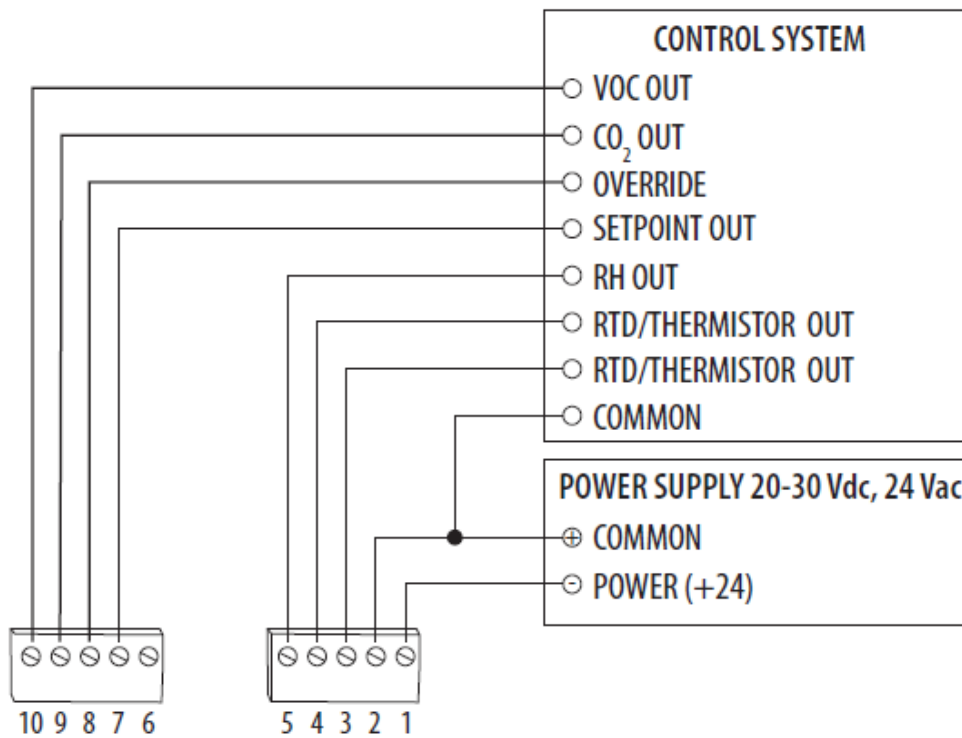 CONTROL SYSTEM
VOC OUT
CO₂ OUT
OVERRIDE
SETPOINT OUT
RH OUT
RTD/THERMISTOR OUT
RTD/THERMISTOR OUT
COMMON
POWER SUPPLY 20-30 Vdc, 24 Vac
COMMON
POWER (+24)
10 9 8 7 6 5 4 3 2 1